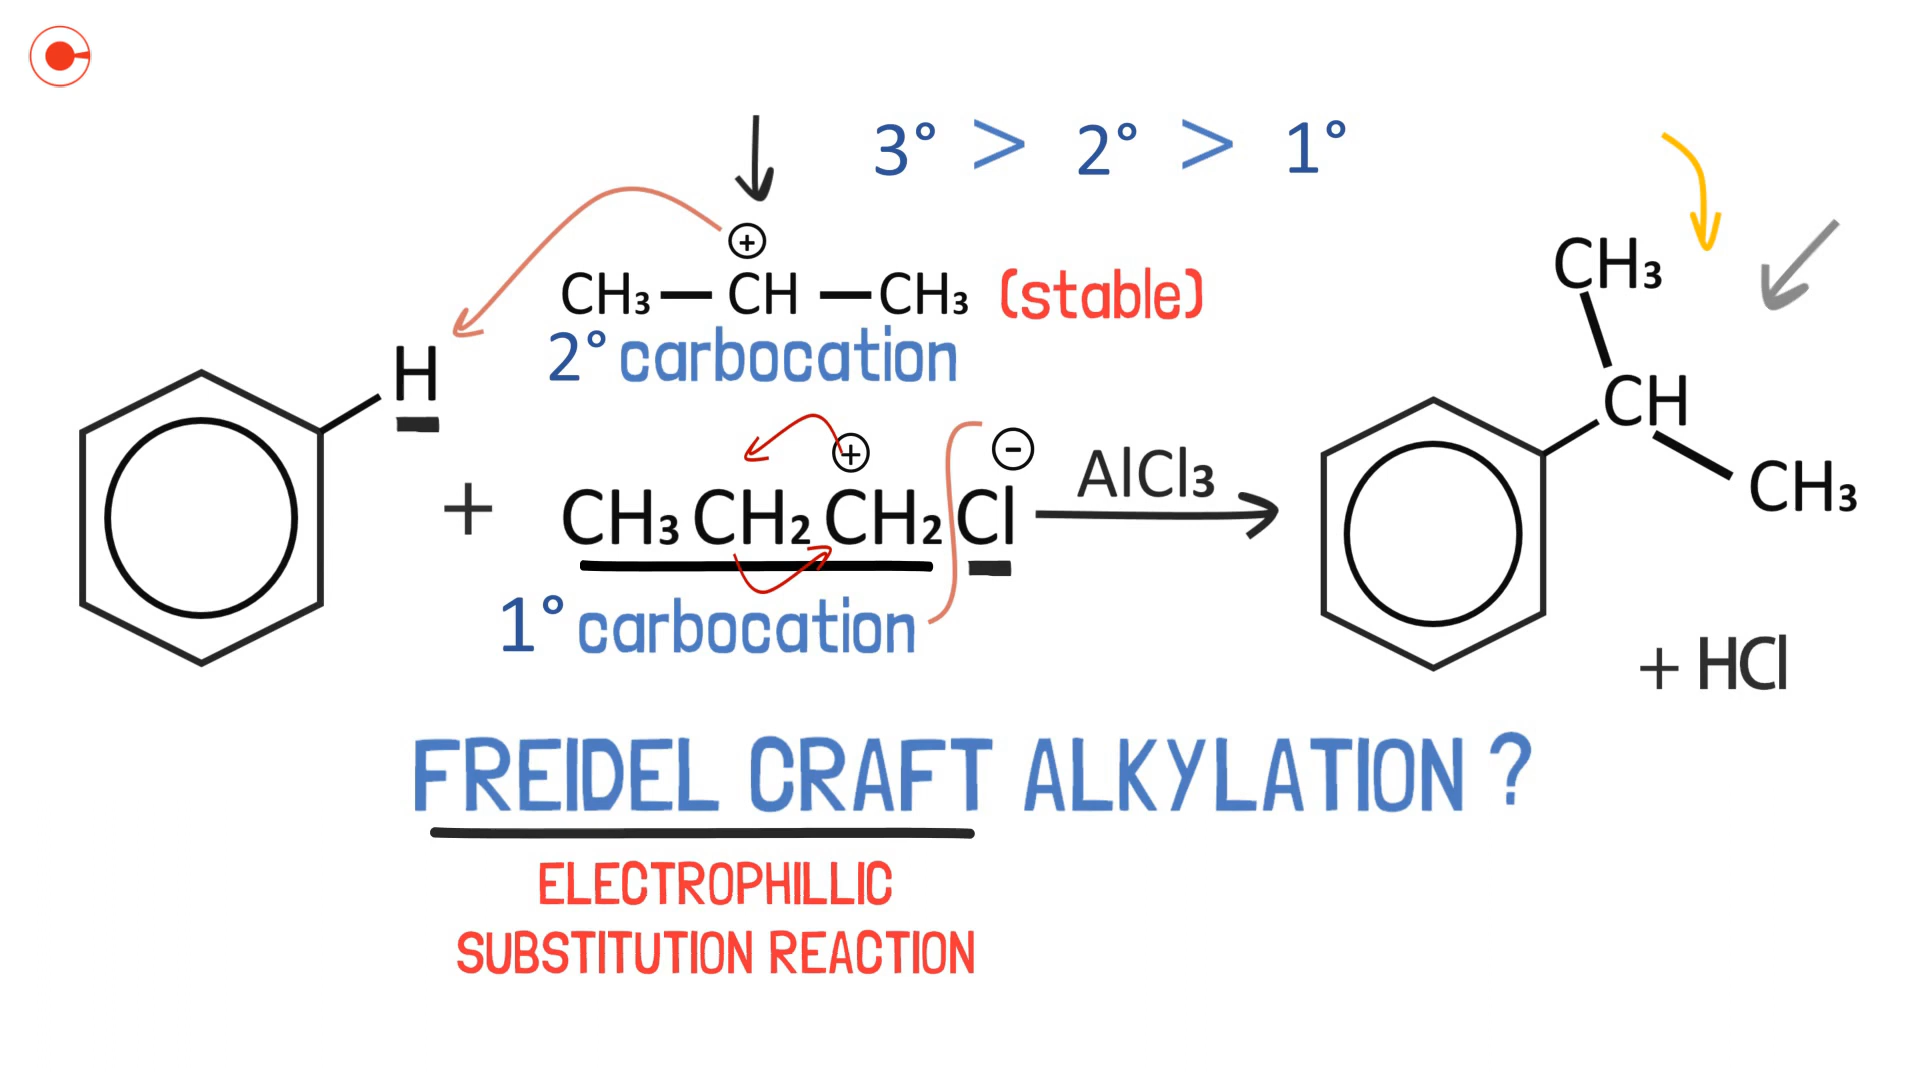 3° > 2° > 1°
⊕
CH₃ — CH — CH₃ (stable)
2° carbocation
H
⊕ ⊖
+ CH₃ CH₂ CH₂ Cl AlCl₃
1° carbocation
CH₃
CH
CH₃
+ HCl
FREIDEL CRAFT ALKYLATION ?
ELECTROPHILLIC
SUBSTITUTION REACTION